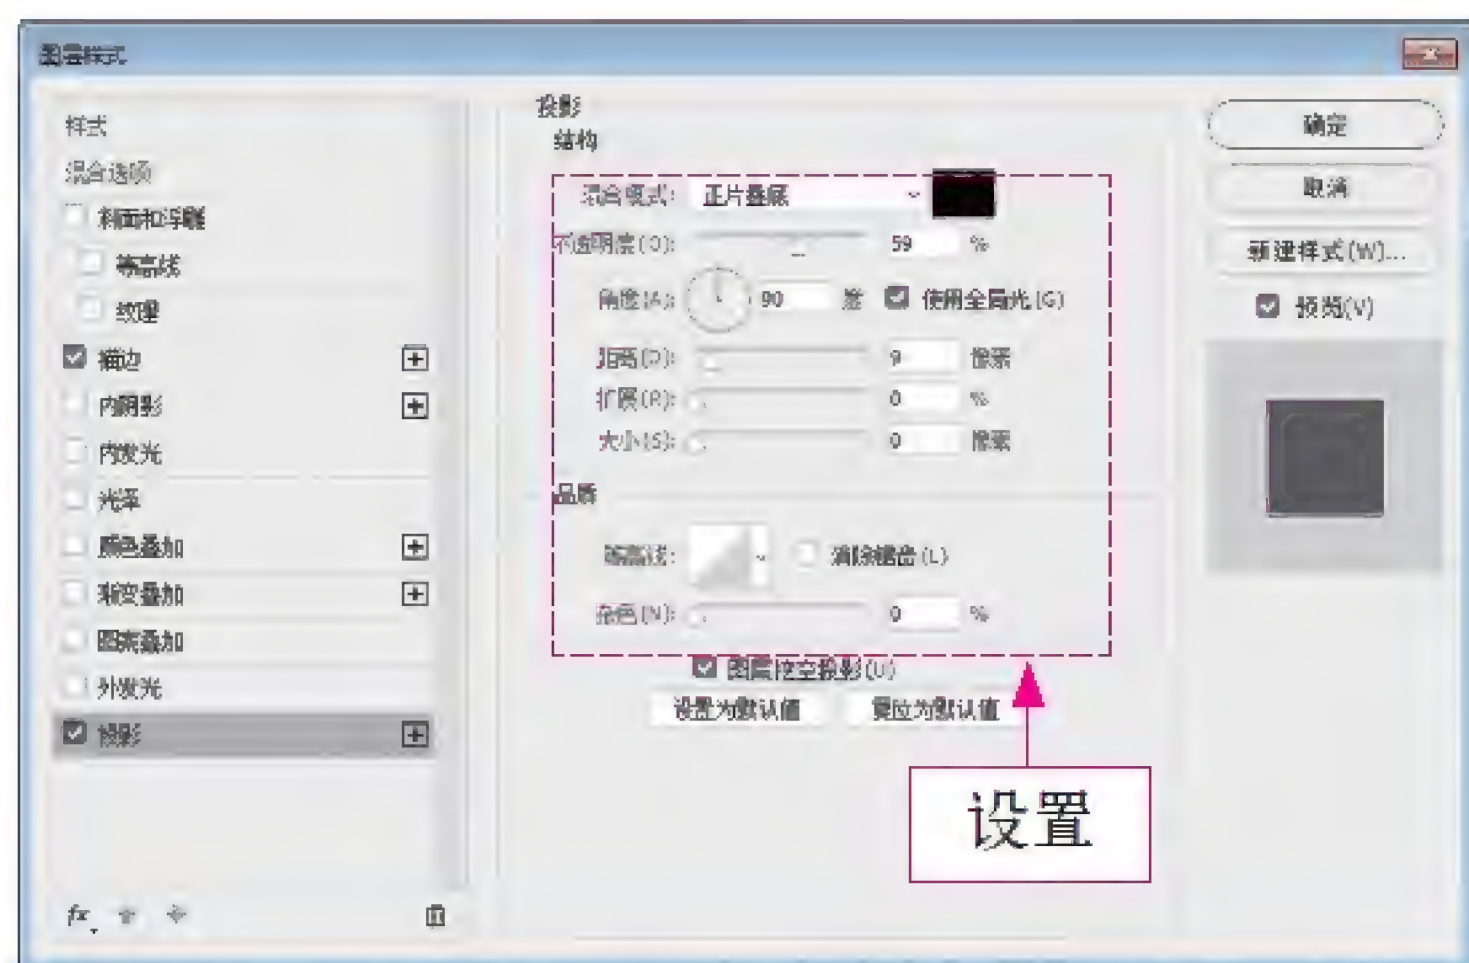 图层样式
样式
混合选项
斜面和浮雕
等高线
纹理
描边
内阴影
内发光
光泽
颜色叠加
渐变叠加
图案叠加
外发光
投影
fx
投影
结构
混合模式: 正片叠底
不透明度(O): 59 %
角度(A): 90 度 使用全局光(G)
距离(D): 9 像素
扩展(R): 0 %
大小(S): 0 像素
品质
等高线: 消除锯齿(L)
杂色(N): 0 %
图层挖空投影(U)
设置为默认值 复位为默认值
设置
确定
取消
新建样式(W)...
预览(V)